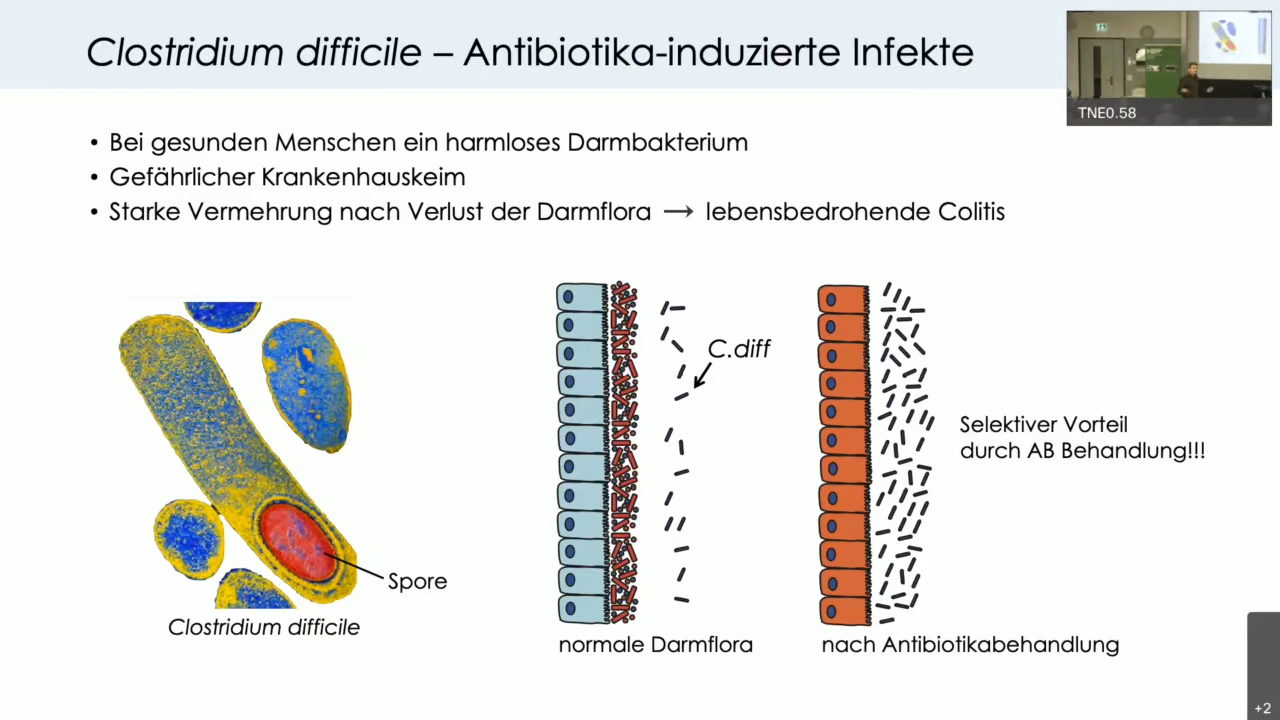 Clostridium difficile – Antibiotika-induzierte Infekte
TNE0.58
• Bei gesunden Menschen ein harmloses Darmbakterium
• Gefährlicher Krankenhauskeim
• Starke Vermehrung nach Verlust der Darmflora → lebensbedrohende Colitis
C.diff
Selektiver Vorteil
durch AB Behandlung!!!
Spore
Clostridium difficile
normale Darmflora
nach Antibiotikabehandlung
+2